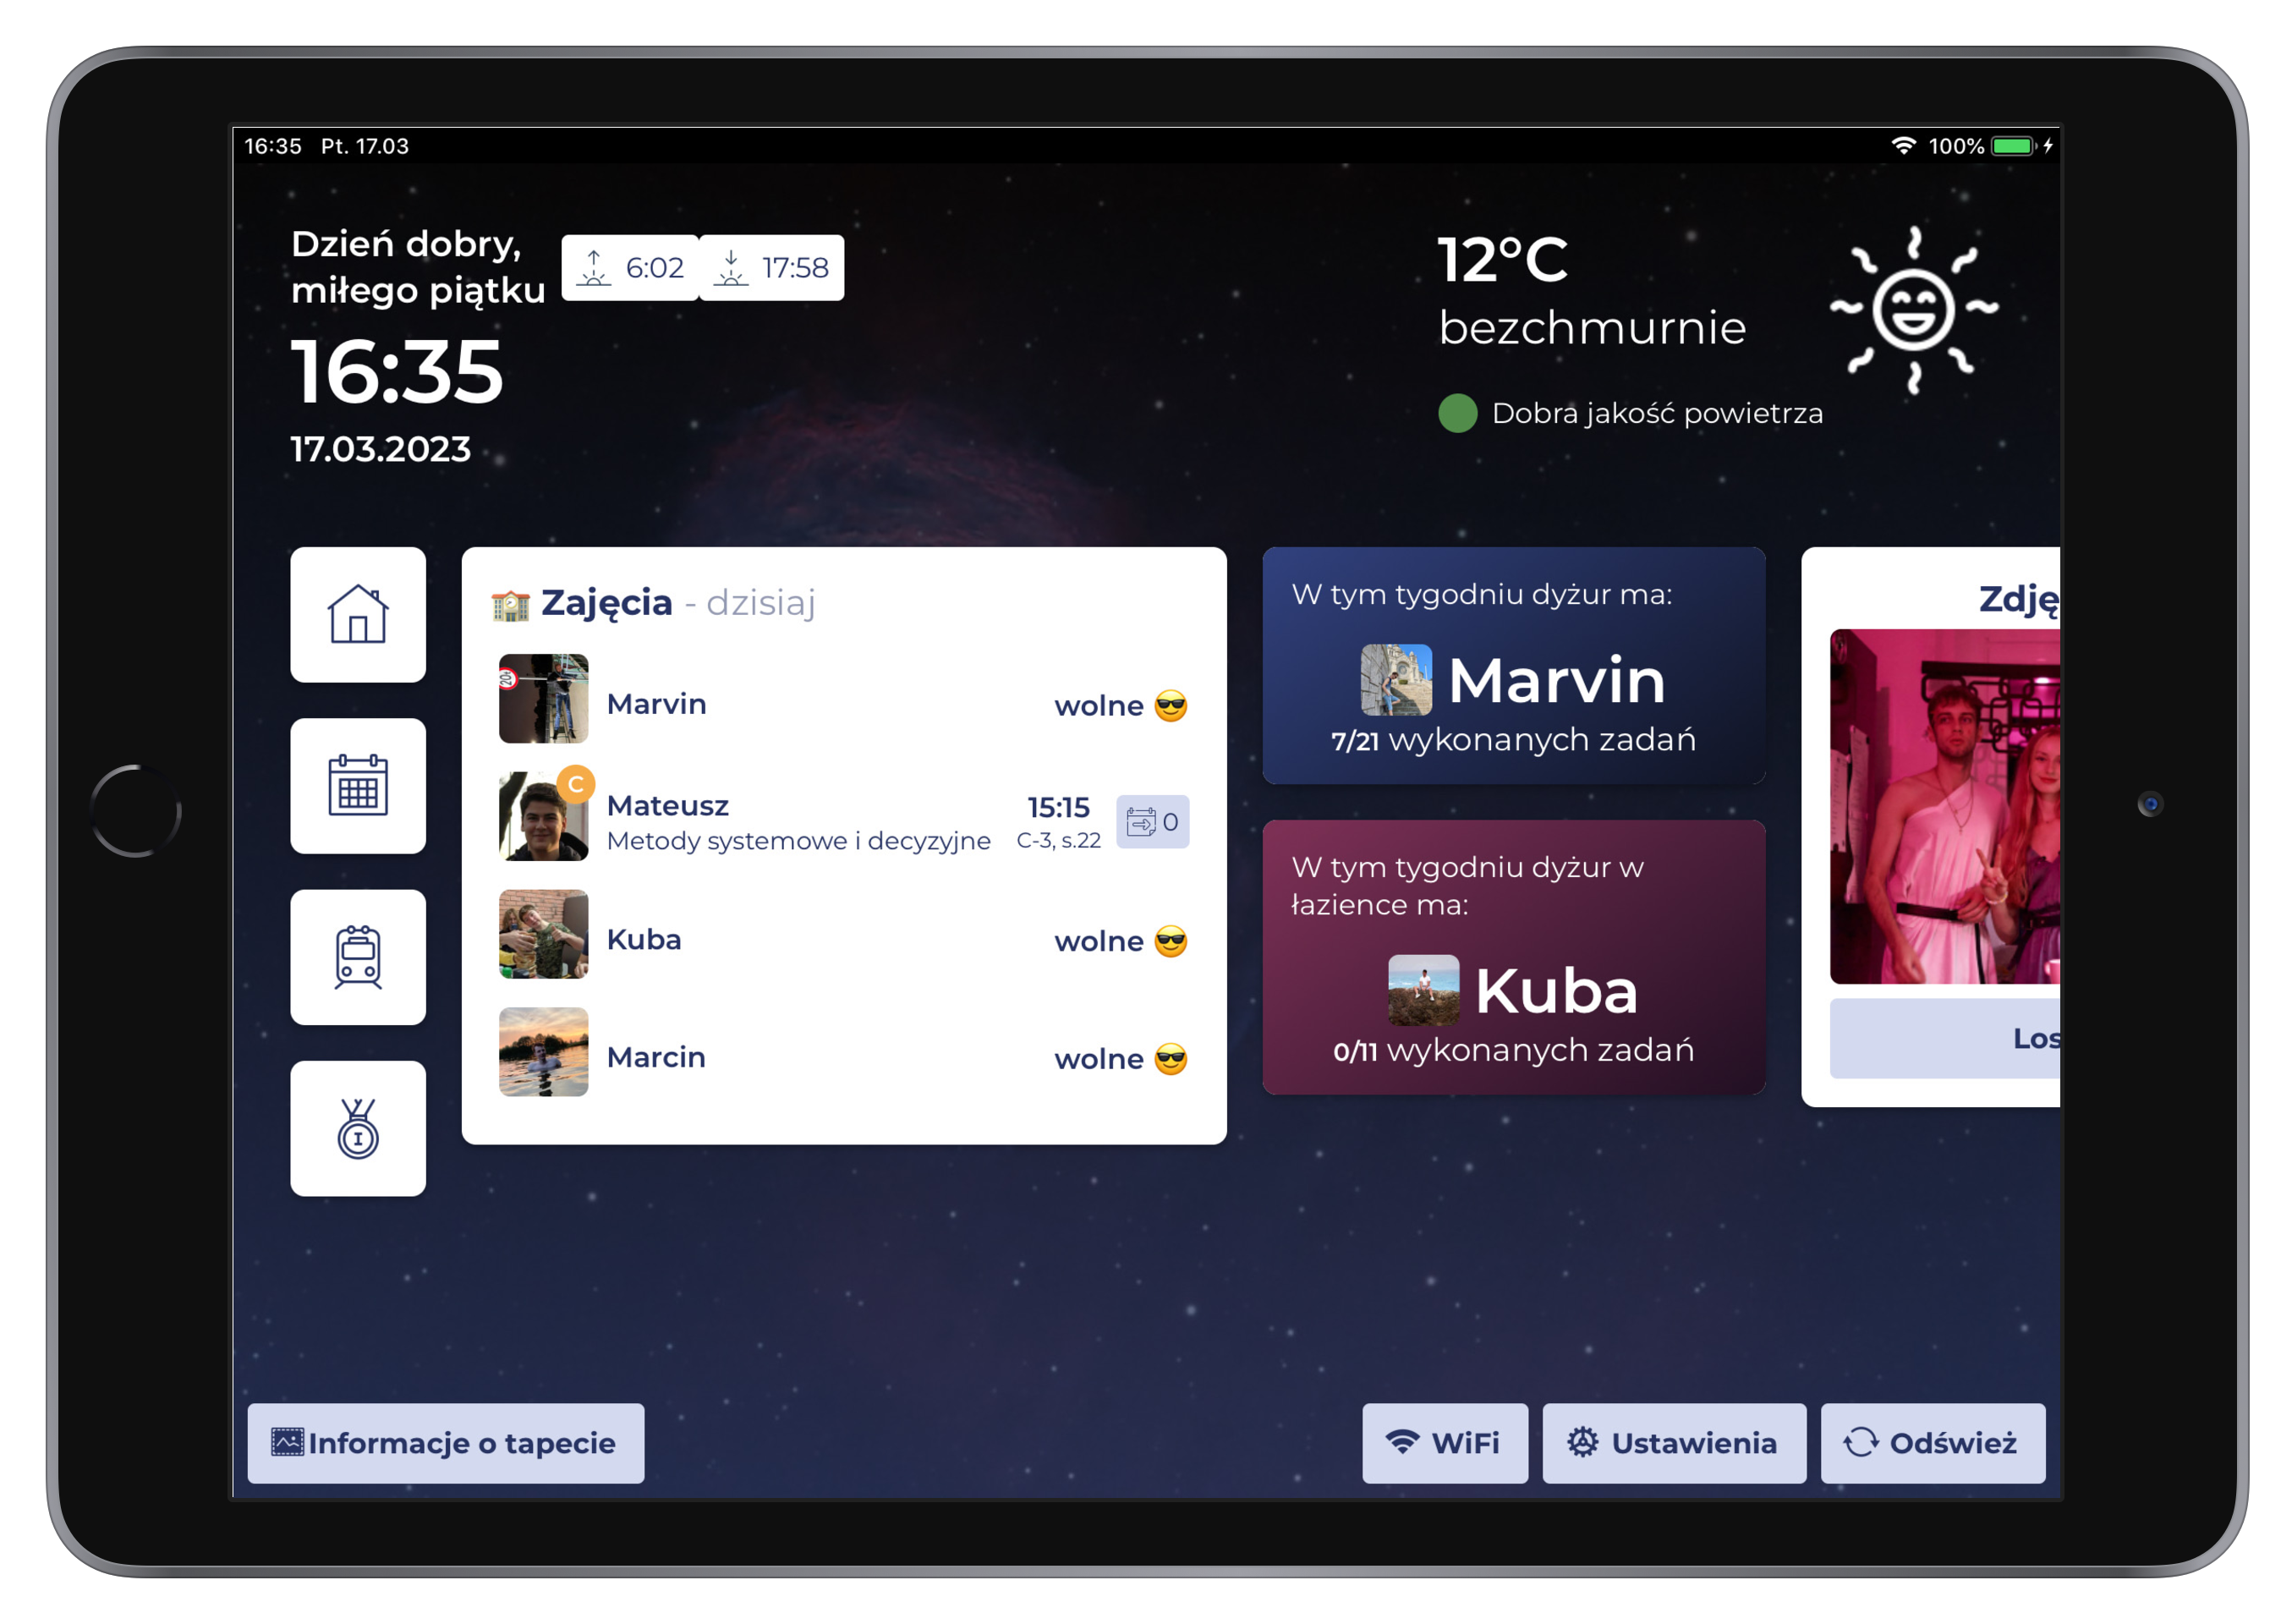 16:35 Pt. 17.03
100%
Dzień dobry,
miłego piątku
6:02
17:58
16:35
17.03.2023
12°C
bezchmurnie
Dobra jakość powietrza
Zajęcia - dzisiaj
Marvin
wolne
C
Mateusz
Metody systemowe i decyzyjne
15:15
C-3, s.22
0
Kuba
wolne
Marcin
wolne
W tym tygodniu dyżur ma:
Marvin
7/21 wykonanych zadań
W tym tygodniu dyżur w
łazience ma:
Kuba
0/11 wykonanych zadań
Zdję
Los
Informacje o tapecie
WiFi
Ustawienia
Odśwież